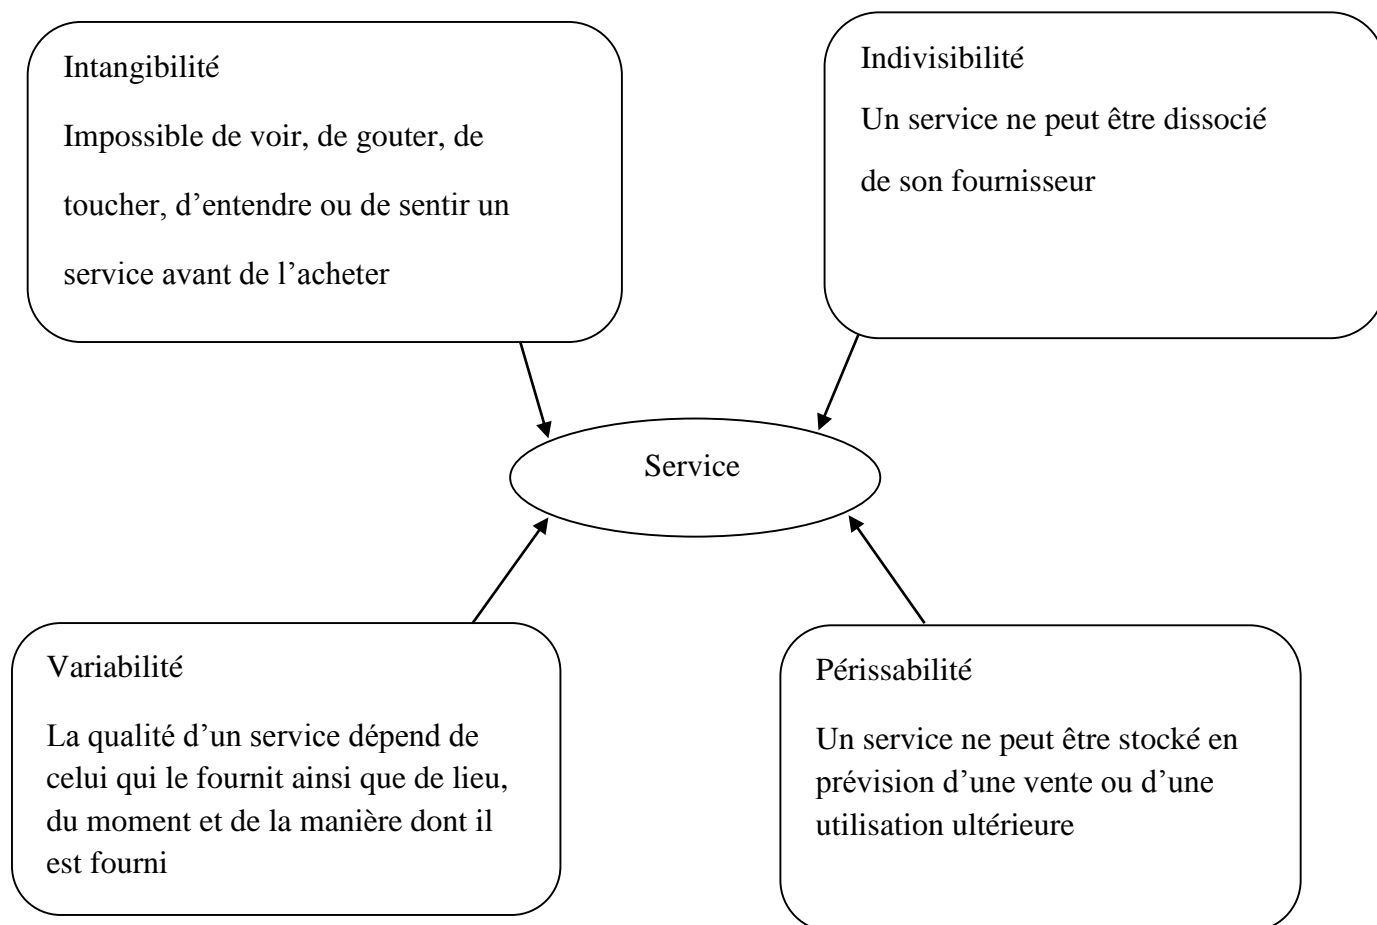 Intangibilité
Impossible de voir, de gouter, de
toucher, d’entendre ou de sentir un
service avant de l’acheter
Indivisibilité
Un service ne peut être dissocié
de son fournisseur
Service
Variabilité
La qualité d’un service dépend de
celui qui le fournit ainsi que de lieu,
du moment et de la manière dont il
est fourni
Périssabilité
Un service ne peut être stocké en
prévision d’une vente ou d’une
utilisation ultérieure